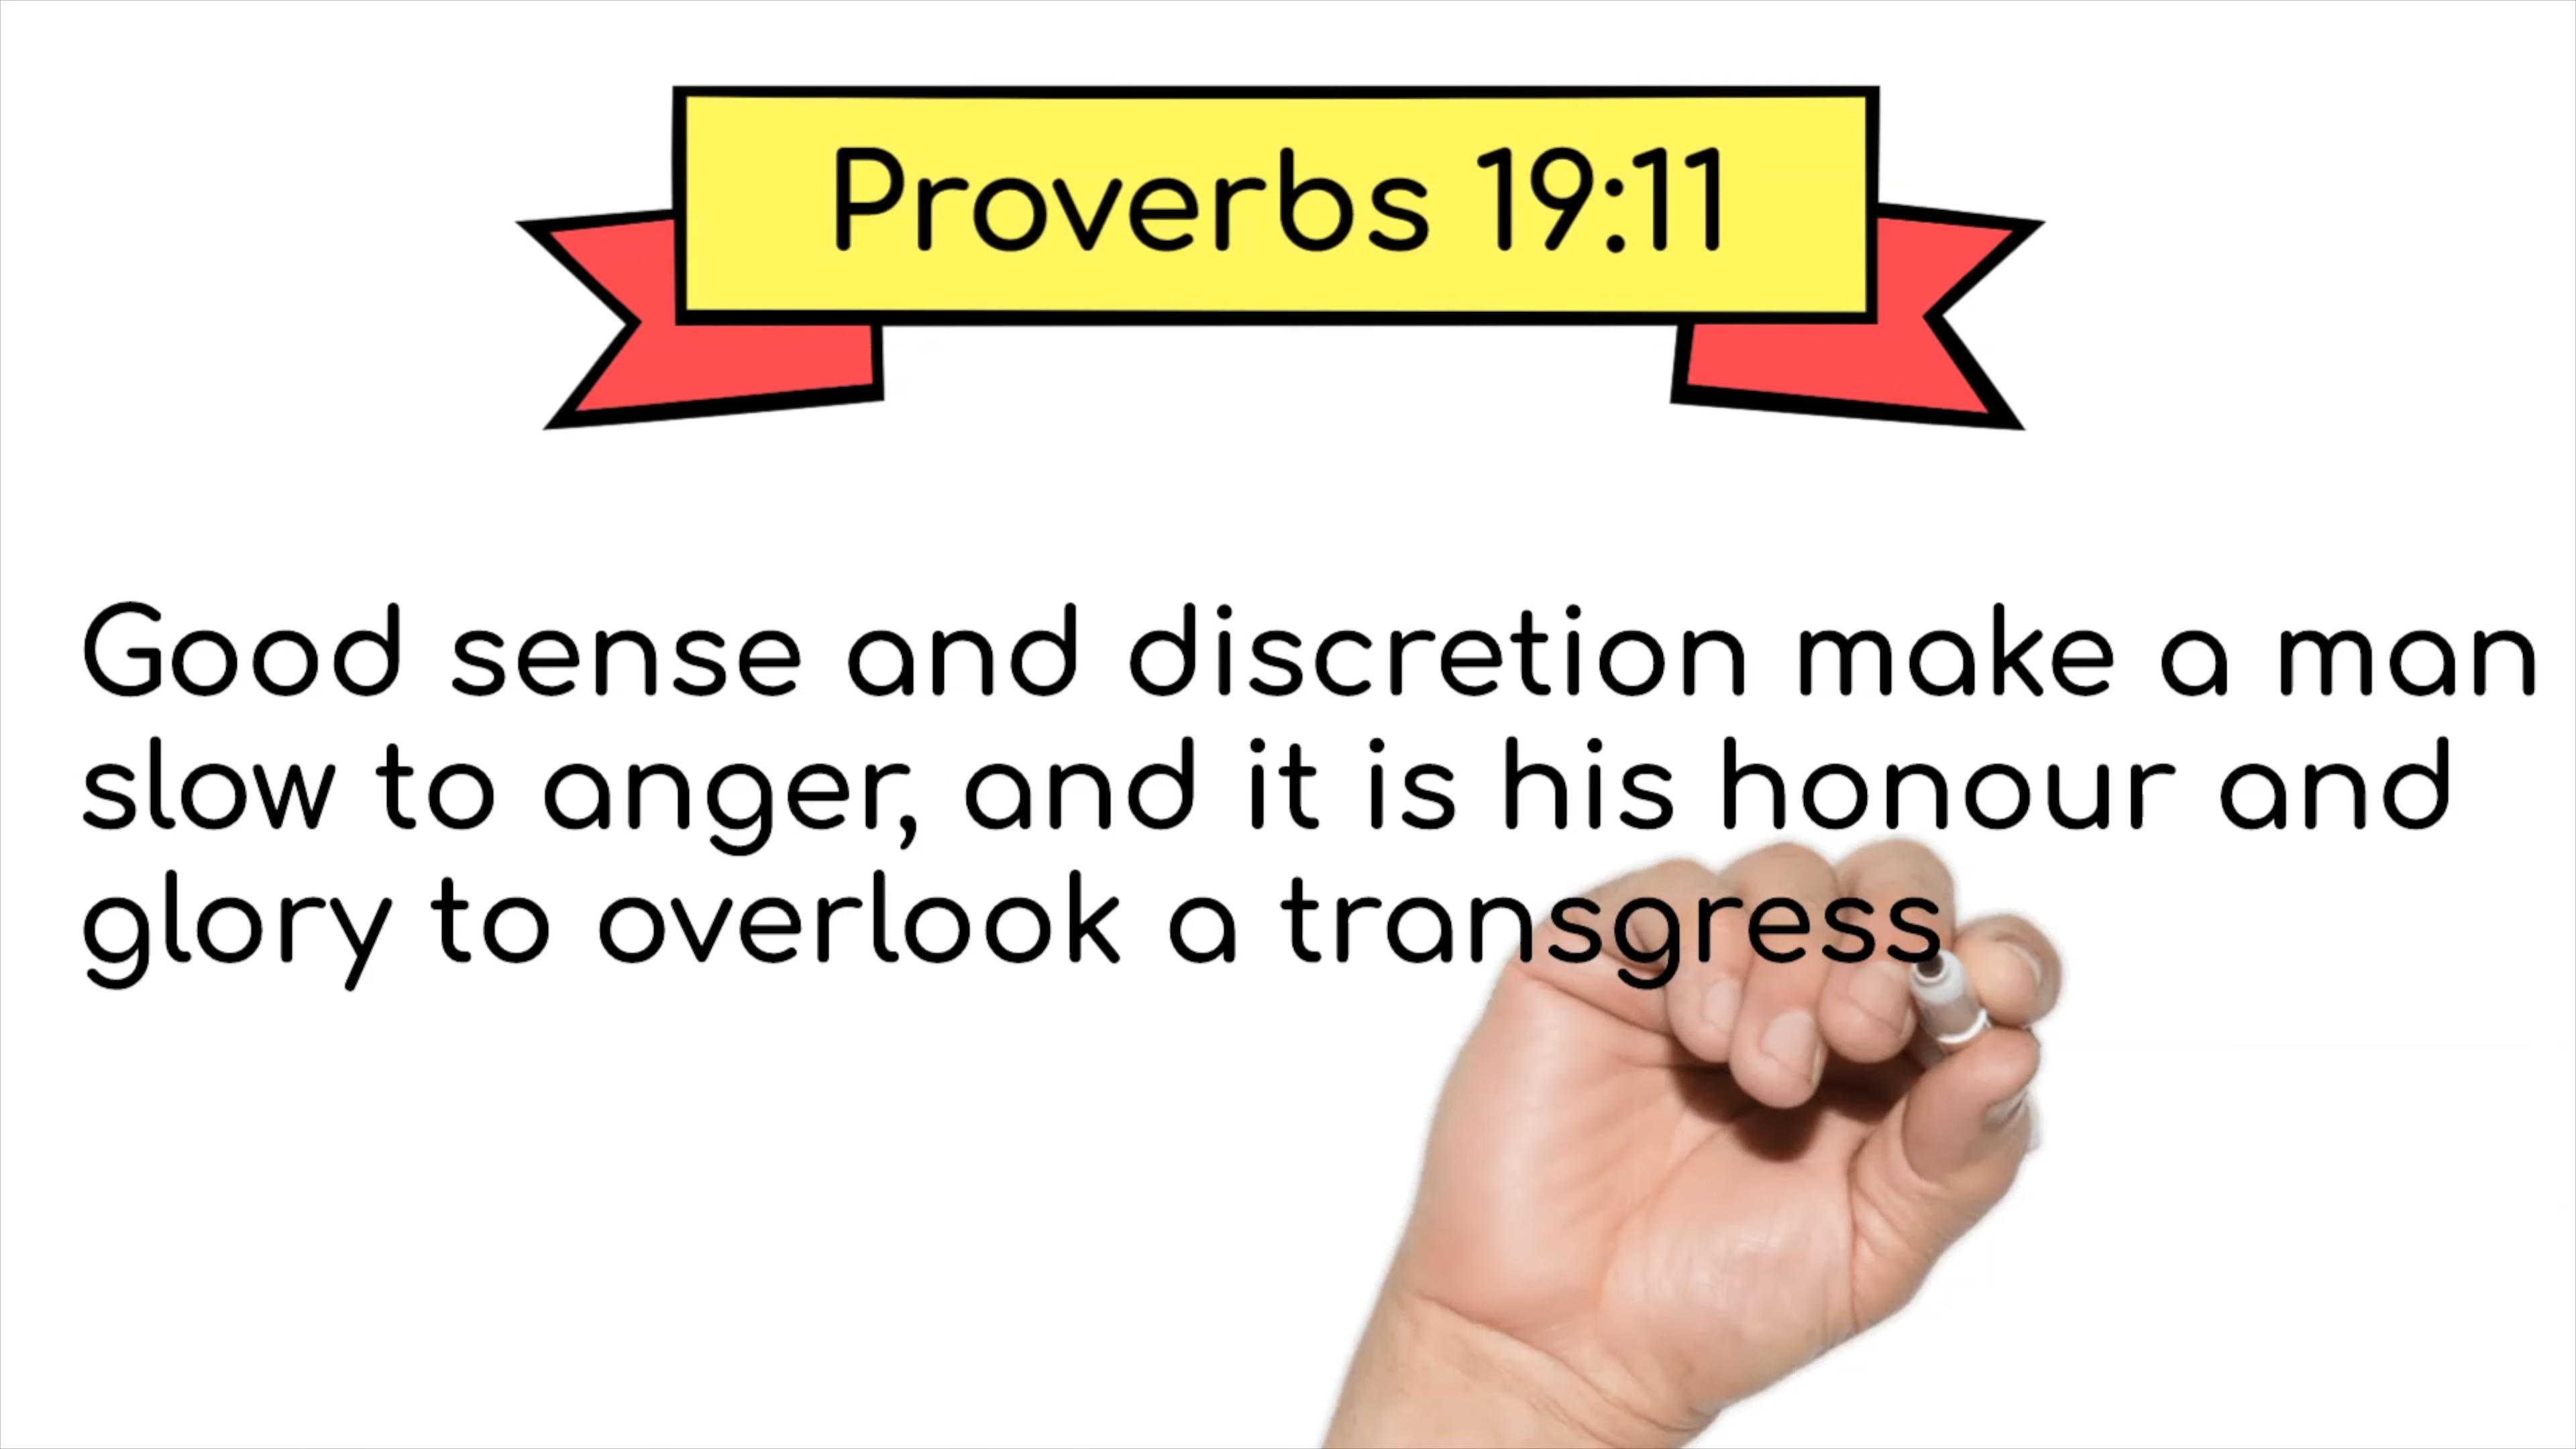 Proverbs 19:11
Good sense and discretion make a man
slow to anger, and it is his honour and
glory to overlook a transgress